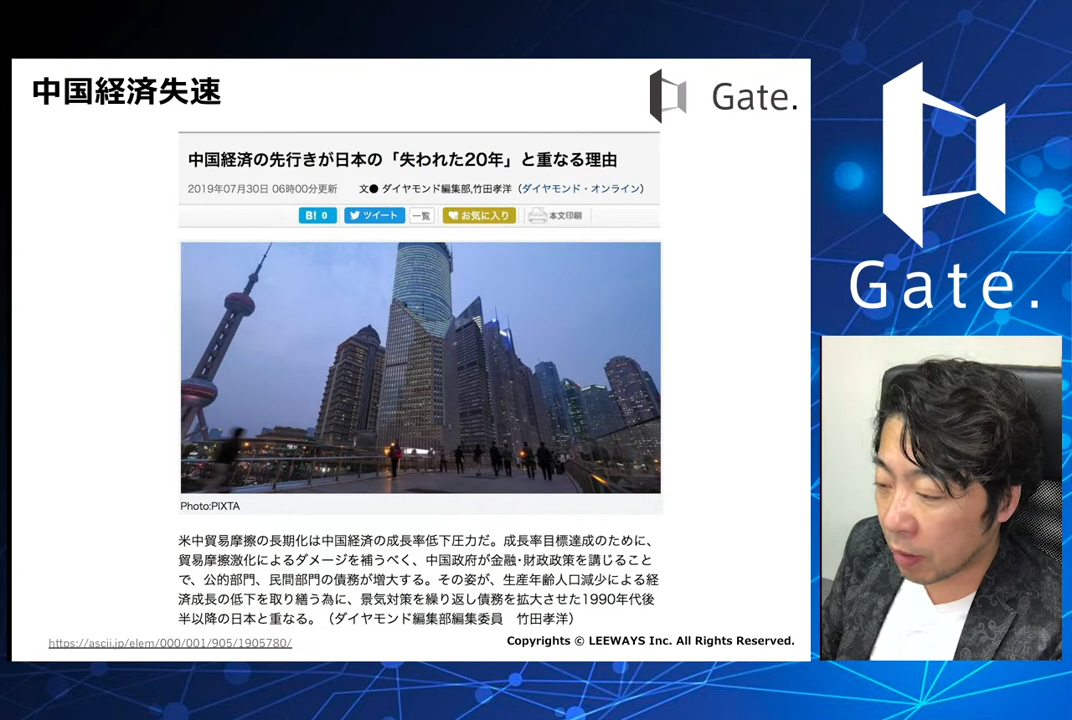 中国経済失速
Gate.
中国経済の先行きが日本の「失われた20年」と重なる理由
2019年07月30日 06時00分更新　文● ダイヤモンド編集部,竹田孝洋（ダイヤモンド・オンライン）
B! 0 ツイート 一覧 お気に入り 本文印刷
Photo:PIXTA
米中貿易摩擦の長期化は中国経済の成長率低下圧力だ。成長率目標達成のために、
貿易摩擦激化によるダメージを補うべく、中国政府が金融・財政政策を講じること
で、公的部門、民間部門の債務が増大する。その姿が、生産年齢人口減少による経
済成長の低下を取り繕う為に、景気対策を繰り返し債務を拡大させた1990年代後
半以降の日本と重なる。（ダイヤモンド編集部編集委員　竹田孝洋）
https://ascii.jp/elem/000/001/905/1905780/
Copyrights © LEEWAYS Inc. All Rights Reserved.
Gate.